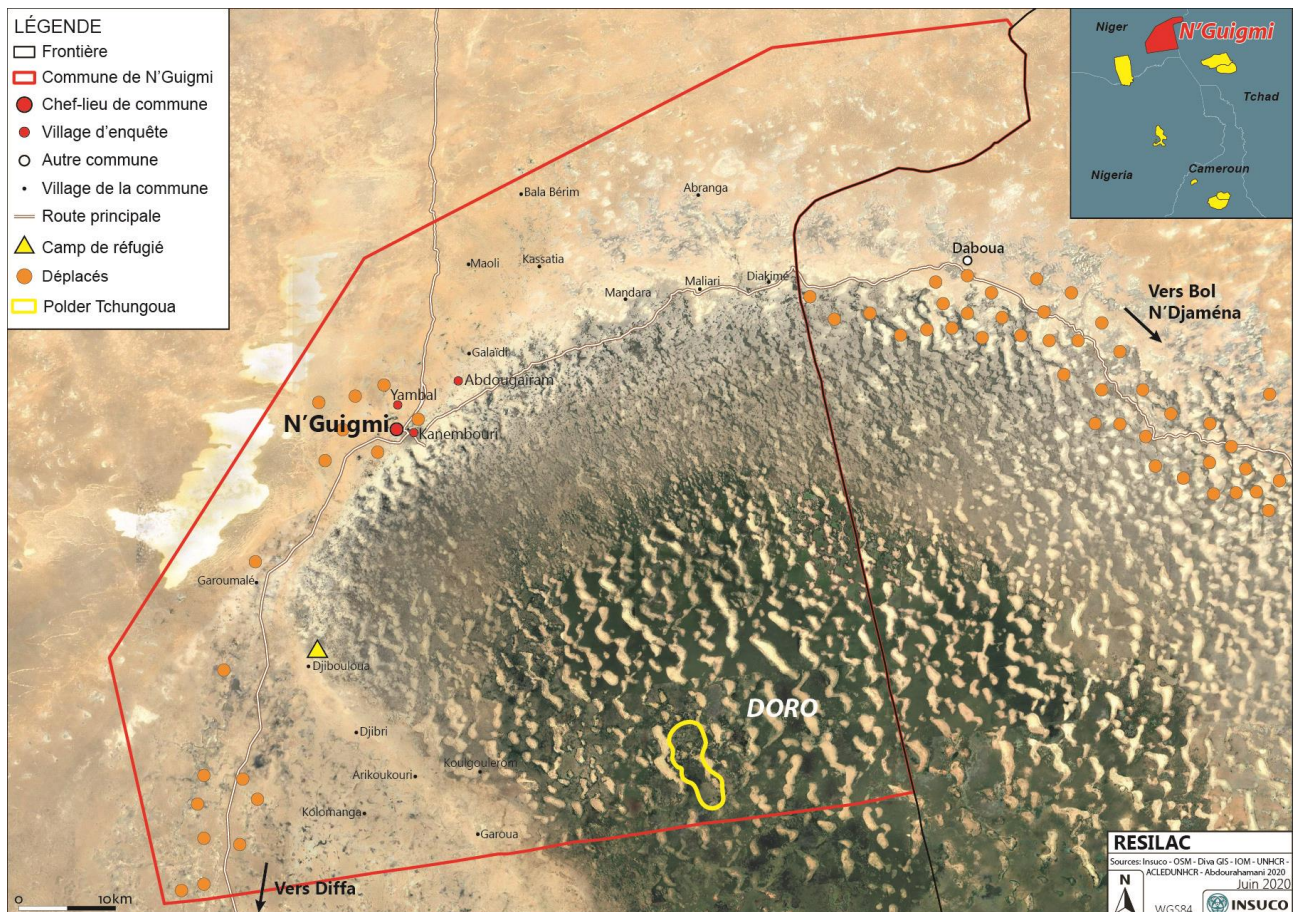 LÉGENDE
Frontière
Commune de N'Guigmi
Chef-lieu de commune
Village d'enquête
Autre commune
Village de la commune
Route principale
Camp de réfugié
Déplacés
Polder Tchungoua
Niger
N'Guigmi
Tchad
Nigeria
Cameroun
Bala Bérim
Abranga
Maoli
Kassatia
Daboua
Diakimé
Maliari
Mandara
Vers Bol
N'Djaména
Galaïdi
Abdougairam
Yambal
N'Guigmi
Kanembouri
Garoumalé
Djibouloua
DORO
Djibri
Koulgoulerom
Arikoukouri
Kolomanga
Garoua
Vers Diffa
0 10km
RESILAC
Sources: Insuco - OSM - Diva GIS - IOM - UNHCR -
ACLEDUNHCR - Abdourahamani 2020
Juin 2020
N
WGS84
INSUCO